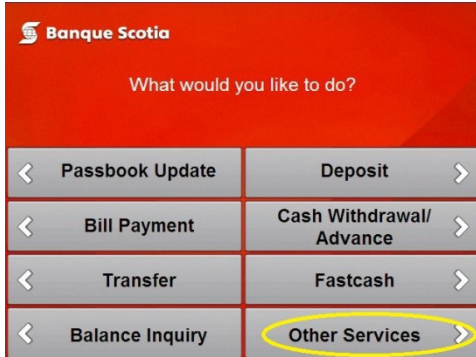 Banque Scotia
What would you like to do?
Passbook Update
Deposit
Bill Payment
Cash Withdrawal/
Advance
Transfer
Fastcash
Balance Inquiry
Other Services